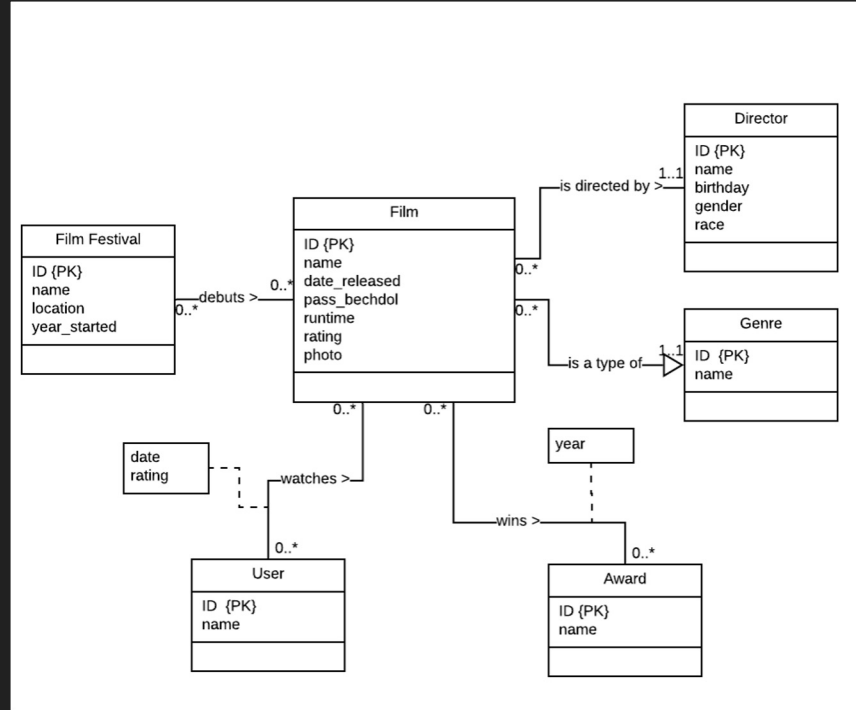 Director
ID {PK}
name
birthday
gender
race
1..1
is directed by >
0..*
Film
ID {PK}
name
date_released
pass_bechdol
runtime
rating
photo
Film Festival
ID {PK}
name
location
year_started
0..*
debuts >
0..*
0..*
is a type of
1..1
Genre
ID {PK}
name
0..*
0..*
date
rating
watches >
0..*
year
wins >
0..*
User
ID {PK}
name
Award
ID {PK}
name